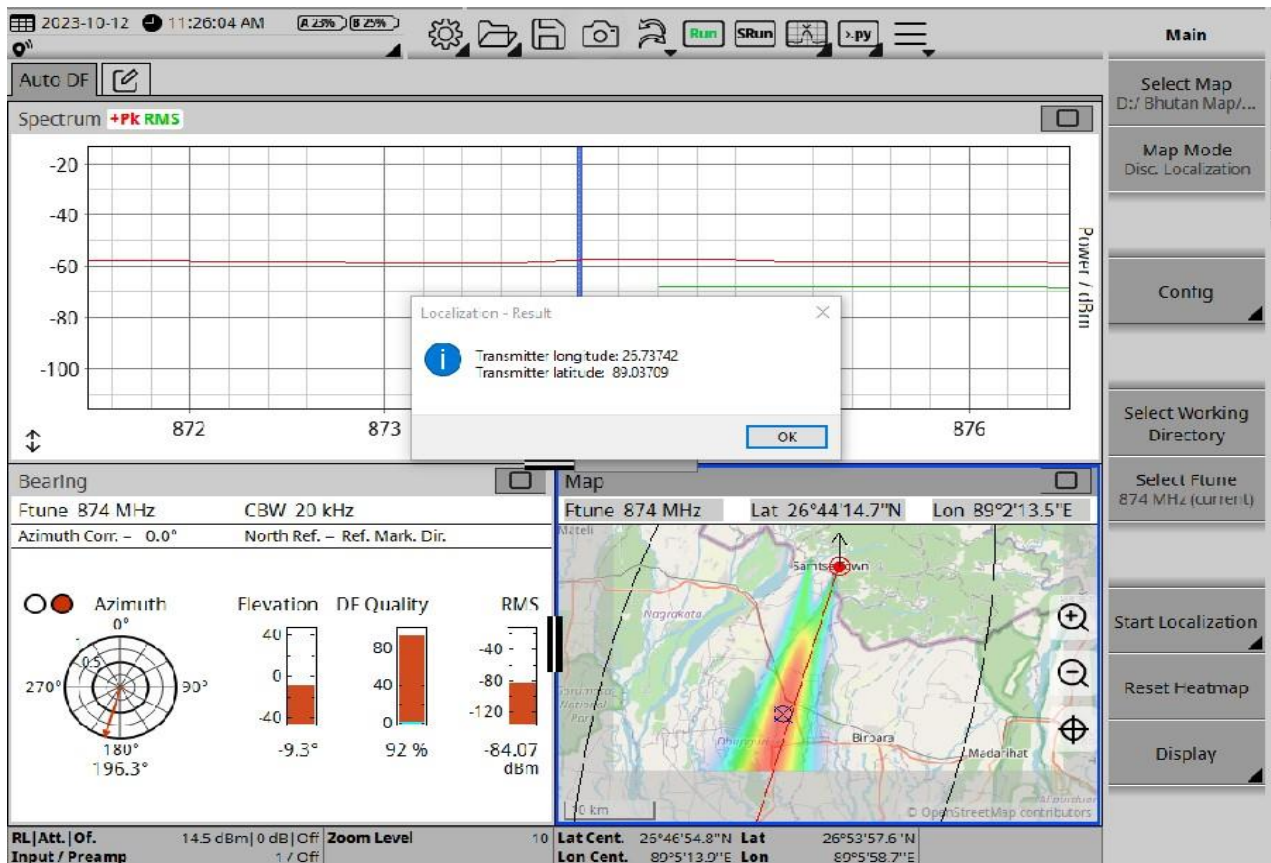 2023-10-12 11:26:04 AM A 23% B 25%
Run SRun >.py
Main
Auto DF
Select Map
D:/ Bhutan Map/...
Spectrum +Pk RMS
Map Mode
Disc. Localization
-20
-40
-60
-80
-100
Power / dBm
872 873 876
Config
Localization - Result
Transmitter longitude: 26.73742
Transmitter latitude: 89.03709
OK
Select Working
Directory
Select Ftune
874 MHz (current)
Bearing
Ftune 874 MHz CBW 20 kHz
Azimuth Corr. – 0.0° North Ref. – Ref. Mark. Dir.
Azimuth Elevation DF Quality RMS
0°
0.5
270° 90°
180°
196.3°
40
0
-40
-9.3°
80
40
0
92 %
-40
-80
-120
-84.07
dBm
Map
Ftune 874 MHz Lat 26°44'14.7"N Lon 89°2'13.5"E
Mateli
Nagrakata
Dhupguri
Birpara
Madarihat
National
Park
10 km
© OpenStreetMap contributors
Start Localization
Reset Heatmap
Display
RL|Att.|Of. 14.5 dBm|0 dB|Off Zoom Level 10 Lat Cent. 26°46'54.8"N Lat 26°53'57.6"N
Input / Preamp 1 / Off Lon Cent. 89°5'13.9"E Lon 89°5'58.7"E